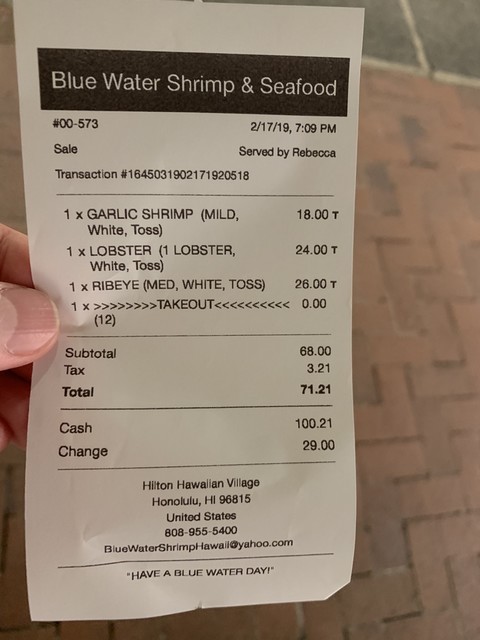 Blue Water Shrimp & Seafood
#00-573 2/17/19, 7:09 PM
Sale Served by Rebecca
Transaction #1645031902171920518
1 x GARLIC SHRIMP (MILD, 18.00 T
White, Toss)
1 x LOBSTER (1 LOBSTER, 24.00 T
White, Toss)
1 x RIBEYE (MED, WHITE, TOSS) 26.00 T
1 x >>>>>>>>TAKEOUT<<<<<<<<<< 0.00
(12)
Subtotal 68.00
Tax 3.21
Total 71.21
Cash 100.21
Change 29.00
Hilton Hawaiian Village
Honolulu, HI 96815
United States
808-955-5400
BlueWaterShrimpHawaii@yahoo.com
"HAVE A BLUE WATER DAY!"